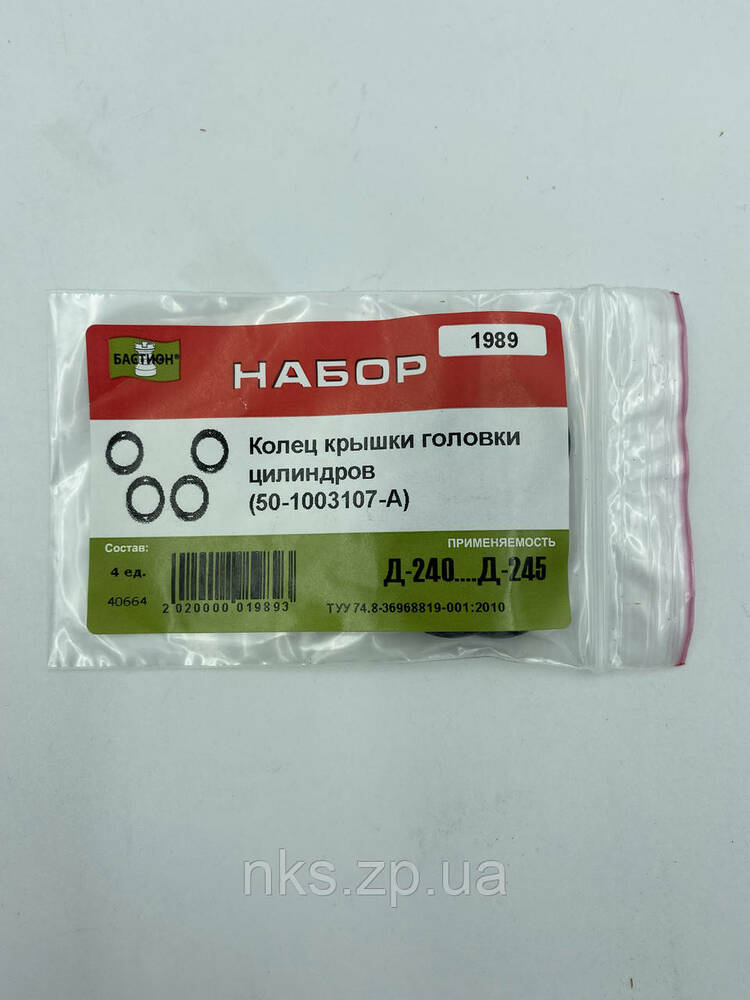 БАСТИОН®
НАБОР
1989
Колец крышки головки
цилиндров
(50-1003107-А)
Состав:
4 ед.
40664
2 020000 019893
ПРИМЕНЯЕМОСТЬ
Д-240....Д-245
ТУУ 74.8-36968819-001:2010
nks.zp.ua